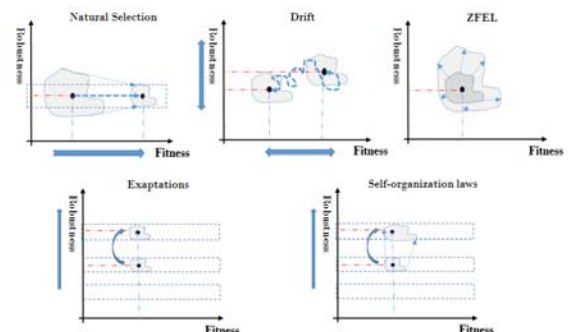 Natural Selection
Robustness
Fitness
Drift
Robustness
Fitness
ZFEL
Robustness
Fitness
Exaptations
Robustness
Fitness
Self-organization laws
Robustness
Fitness